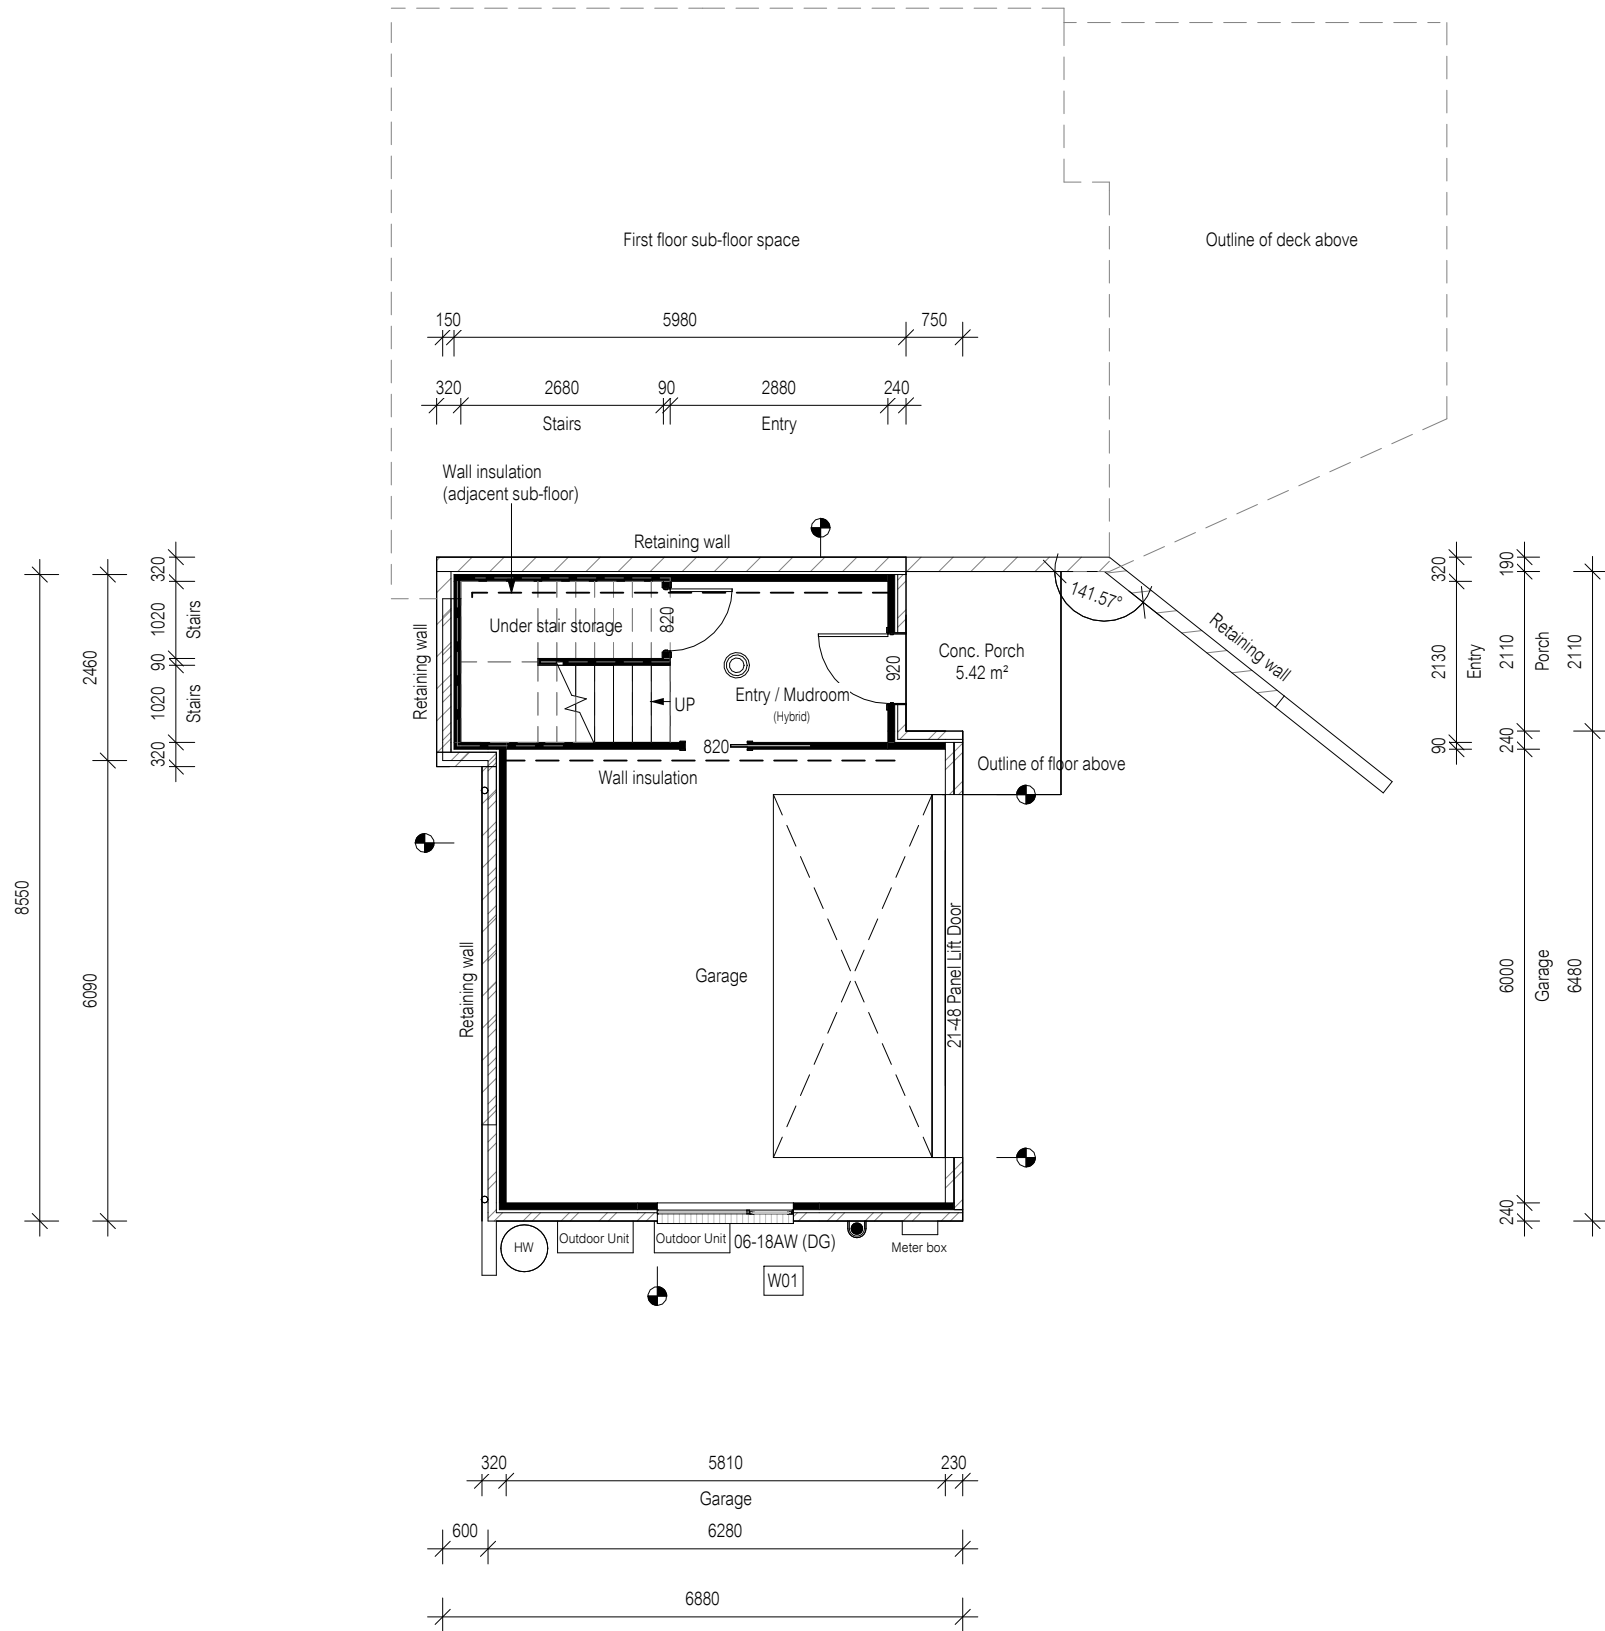 First floor sub-floor space
Outline of deck above
150
5980
750
320
2680
90
2880
240
Stairs
Entry
Wall insulation
(adjacent sub-floor)
Retaining wall
320
1020
Stairs
90
1020
Stairs
320
2460
6090
8550
Retaining wall
Under stair storage
820
UP
Entry / Mudroom
(Hybrid)
920
Conc. Porch
5.42 m²
141.57°
Retaining wall
820
Wall insulation
Outline of floor above
Retaining wall
Garage
21-48 Panel Lift Door
320
2130
Entry
90
190
2110
Porch
240
6000
Garage
240
2110
6480
HW
Outdoor Unit
Outdoor Unit
06-18AW (DG)
Meter box
W01
320
5810
230
Garage
600
6280
6880